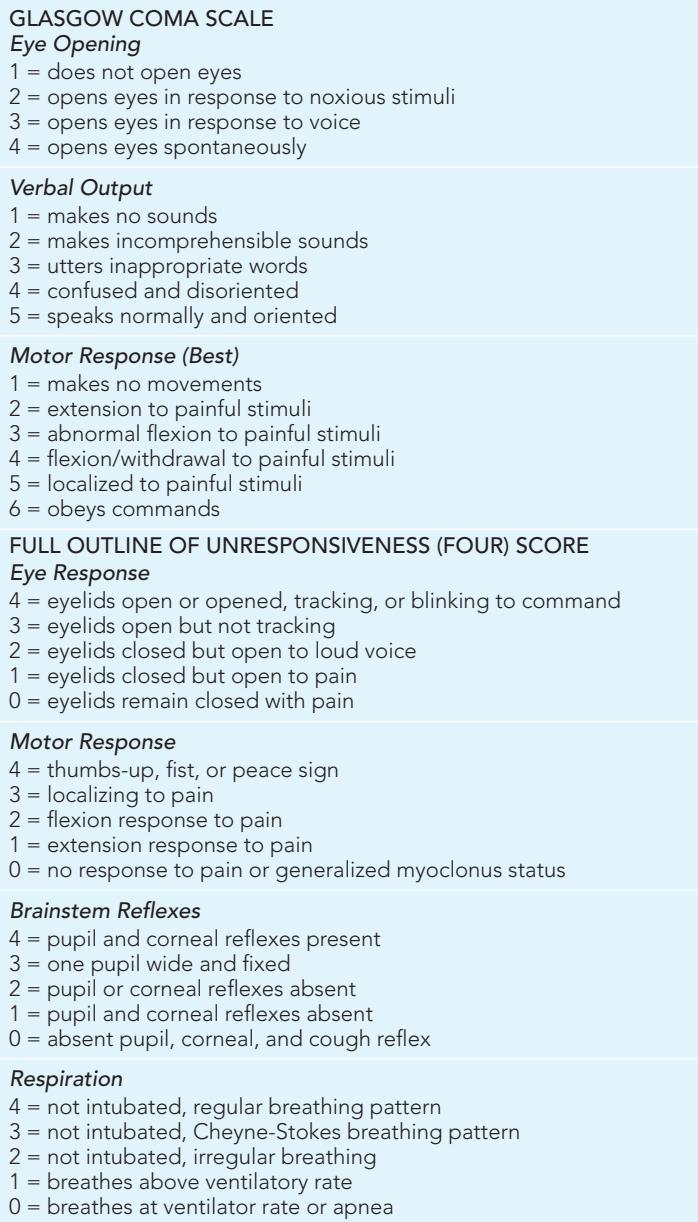 GLASGOW COMA SCALE
Eye Opening
1 = does not open eyes
2 = opens eyes in response to noxious stimuli
3 = opens eyes in response to voice
4 = opens eyes spontaneously
Verbal Output
1 = makes no sounds
2 = makes incomprehensible sounds
3 = utters inappropriate words
4 = confused and disoriented
5 = speaks normally and oriented
Motor Response (Best)
1 = makes no movements
2 = extension to painful stimuli
3 = abnormal flexion to painful stimuli
4 = flexion/withdrawal to painful stimuli
5 = localized to painful stimuli
6 = obeys commands
FULL OUTLINE OF UNRESPONSIVENESS (FOUR) SCORE
Eye Response
4 = eyelids open or opened, tracking, or blinking to command
3 = eyelids open but not tracking
2 = eyelids closed but open to loud voice
1 = eyelids closed but open to pain
0 = eyelids remain closed with pain
Motor Response
4 = thumbs-up, fist, or peace sign
3 = localizing to pain
2 = flexion response to pain
1 = extension response to pain
0 = no response to pain or generalized myoclonus status
Brainstem Reflexes
4 = pupil and corneal reflexes present
3 = one pupil wide and fixed
2 = pupil or corneal reflexes absent
1 = pupil and corneal reflexes absent
0 = absent pupil, corneal, and cough reflex
Respiration
4 = not intubated, regular breathing pattern
3 = not intubated, Cheyne-Stokes breathing pattern
2 = not intubated, irregular breathing
1 = breathes above ventilatory rate
0 = breathes at ventilator rate or apnea